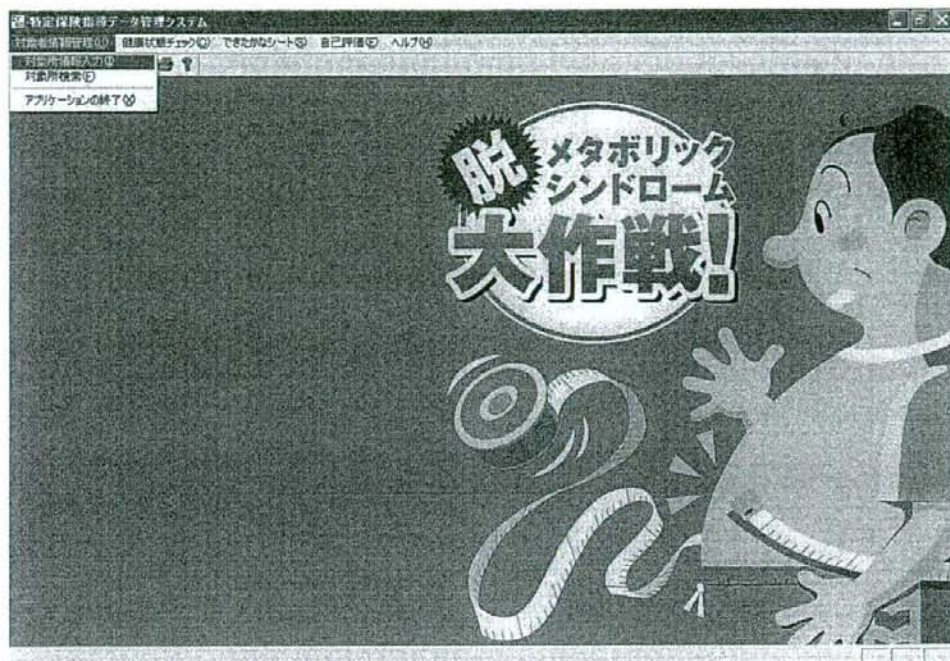 特定保険指導データ管理システム
対象者情報管理(U) 健康状態チェック(C) できたかなシート(S) 自己評価(E) ヘルプ(H)
対象所情報入力(I)
対象所検索(F)
アプリケーションの終了(X)
脱
メタボリック
シンドローム
大作戦!